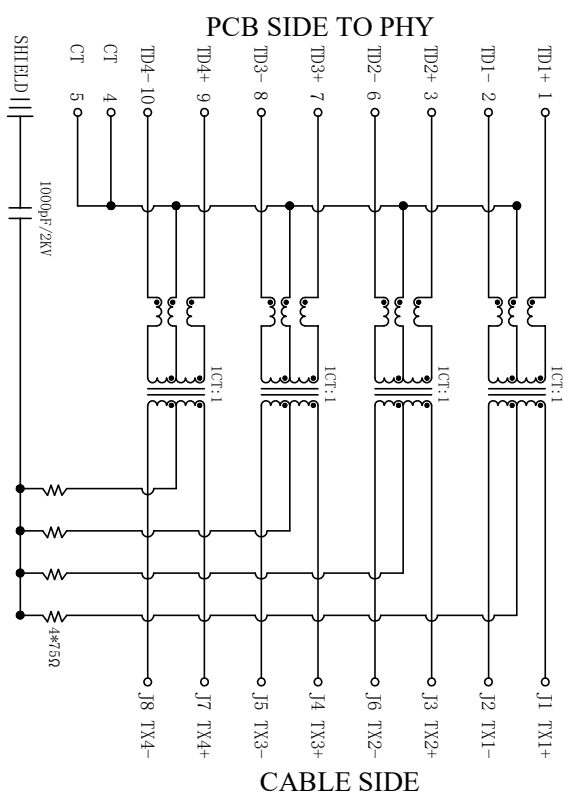 PCB SIDE TO PHY
SHIELD
CT 5
CT 4
TD4- 10
TD4+ 9
TD3- 8
TD3+ 7
TD2- 6
TD2+ 3
TD1- 2
TD1+ 1
1000pF/2KV
1CT:1
1CT:1
1CT:1
1CT:1
4*75Ω
J8 TX4-
J7 TX4+
J5 TX3-
J4 TX3+
J6 TX2-
J3 TX2+
J2 TX1-
J1 TX1+
CABLE SIDE